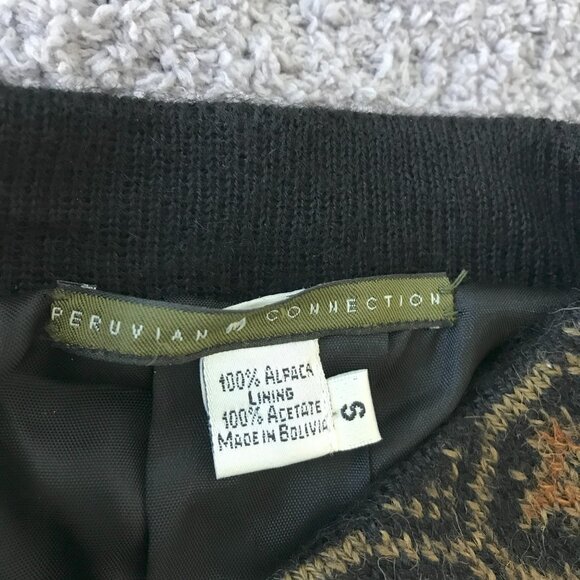 PERUVIAN CONNECTION
100% ALPACA
LINING
100% ACETATE
MADE IN BOLIVIA
S